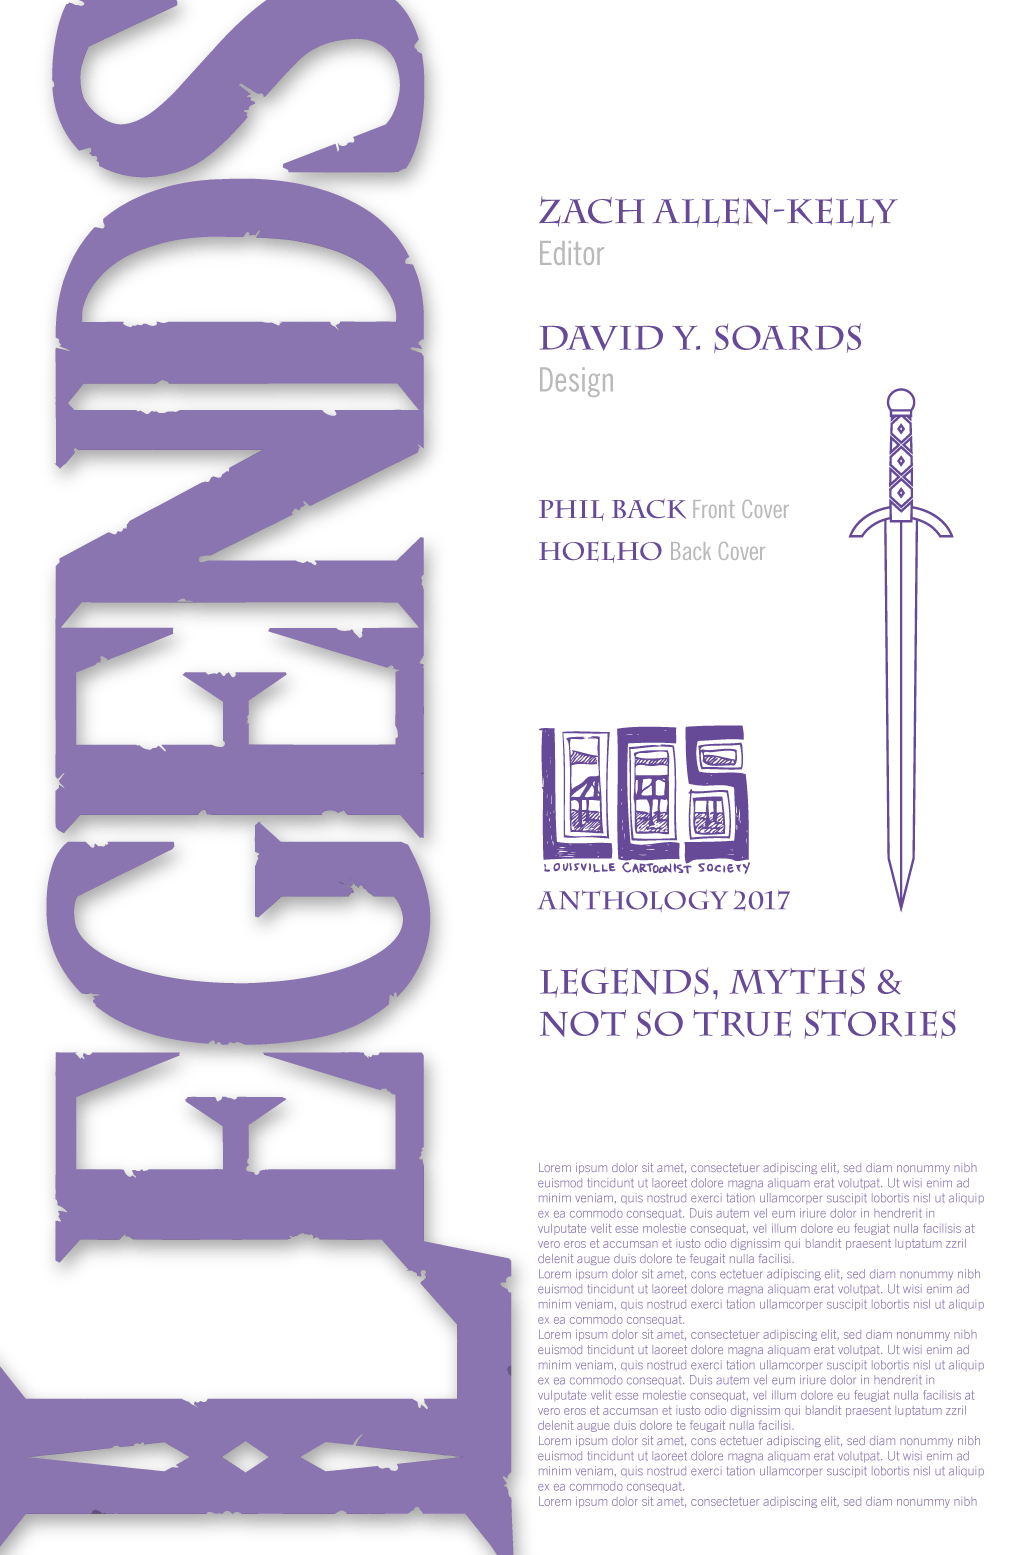 LEGENDS
ZACH ALLEN-KELLY
Editor
DAVID Y. SOARDS
Design
PHIL BACK Front Cover
HOELHO Back Cover
LCS
LOUISVILLE CARTOONIST SOCIETY
ANTHOLOGY 2017
LEGENDS, MYTHS &
NOT SO TRUE STORIES
Lorem ipsum dolor sit amet, consectetuer adipiscing elit, sed diam nonummy nibh
euismod tincidunt ut laoreet dolore magna aliquam erat volutpat. Ut wisi enim ad
minim veniam, quis nostrud exerci tation ullamcorper suscipit lobortis nisl ut aliquip
ex ea commodo consequat. Duis autem vel eum iriure dolor in hendrerit in
vulputate velit esse molestie consequat, vel illum dolore eu feugiat nulla facilisis at
vero eros et accumsan et iusto odio dignissim qui blandit praesent luptatum zzril
delenit augue duis dolore te feugait nulla facilisi.
Lorem ipsum dolor sit amet, cons ectetuer adipiscing elit, sed diam nonummy nibh
euismod tincidunt ut laoreet dolore magna aliquam erat volutpat. Ut wisi enim ad
minim veniam, quis nostrud exerci tation ullamcorper suscipit lobortis nisl ut aliquip
ex ea commodo consequat.
Lorem ipsum dolor sit amet, consectetuer adipiscing elit, sed diam nonummy nibh
euismod tincidunt ut laoreet dolore magna aliquam erat volutpat. Ut wisi enim ad
minim veniam, quis nostrud exerci tation ullamcorper suscipit lobortis nisl ut aliquip
ex ea commodo consequat. Duis autem vel eum iriure dolor in hendrerit in
vulputate velit esse molestie consequat, vel illum dolore eu feugiat nulla facilisis at
vero eros et accumsan et iusto odio dignissim qui blandit praesent luptatum zzril
delenit augue duis dolore te feugait nulla facilisi.
Lorem ipsum dolor sit amet, cons ectetuer adipiscing elit, sed diam nonummy nibh
euismod tincidunt ut laoreet dolore magna aliquam erat volutpat. Ut wisi enim ad
minim veniam, quis nostrud exerci tation ullamcorper suscipit lobortis nisl ut aliquip
ex ea commodo consequat.
Lorem ipsum dolor sit amet, consectetuer adipiscing elit, sed diam nonummy nibh